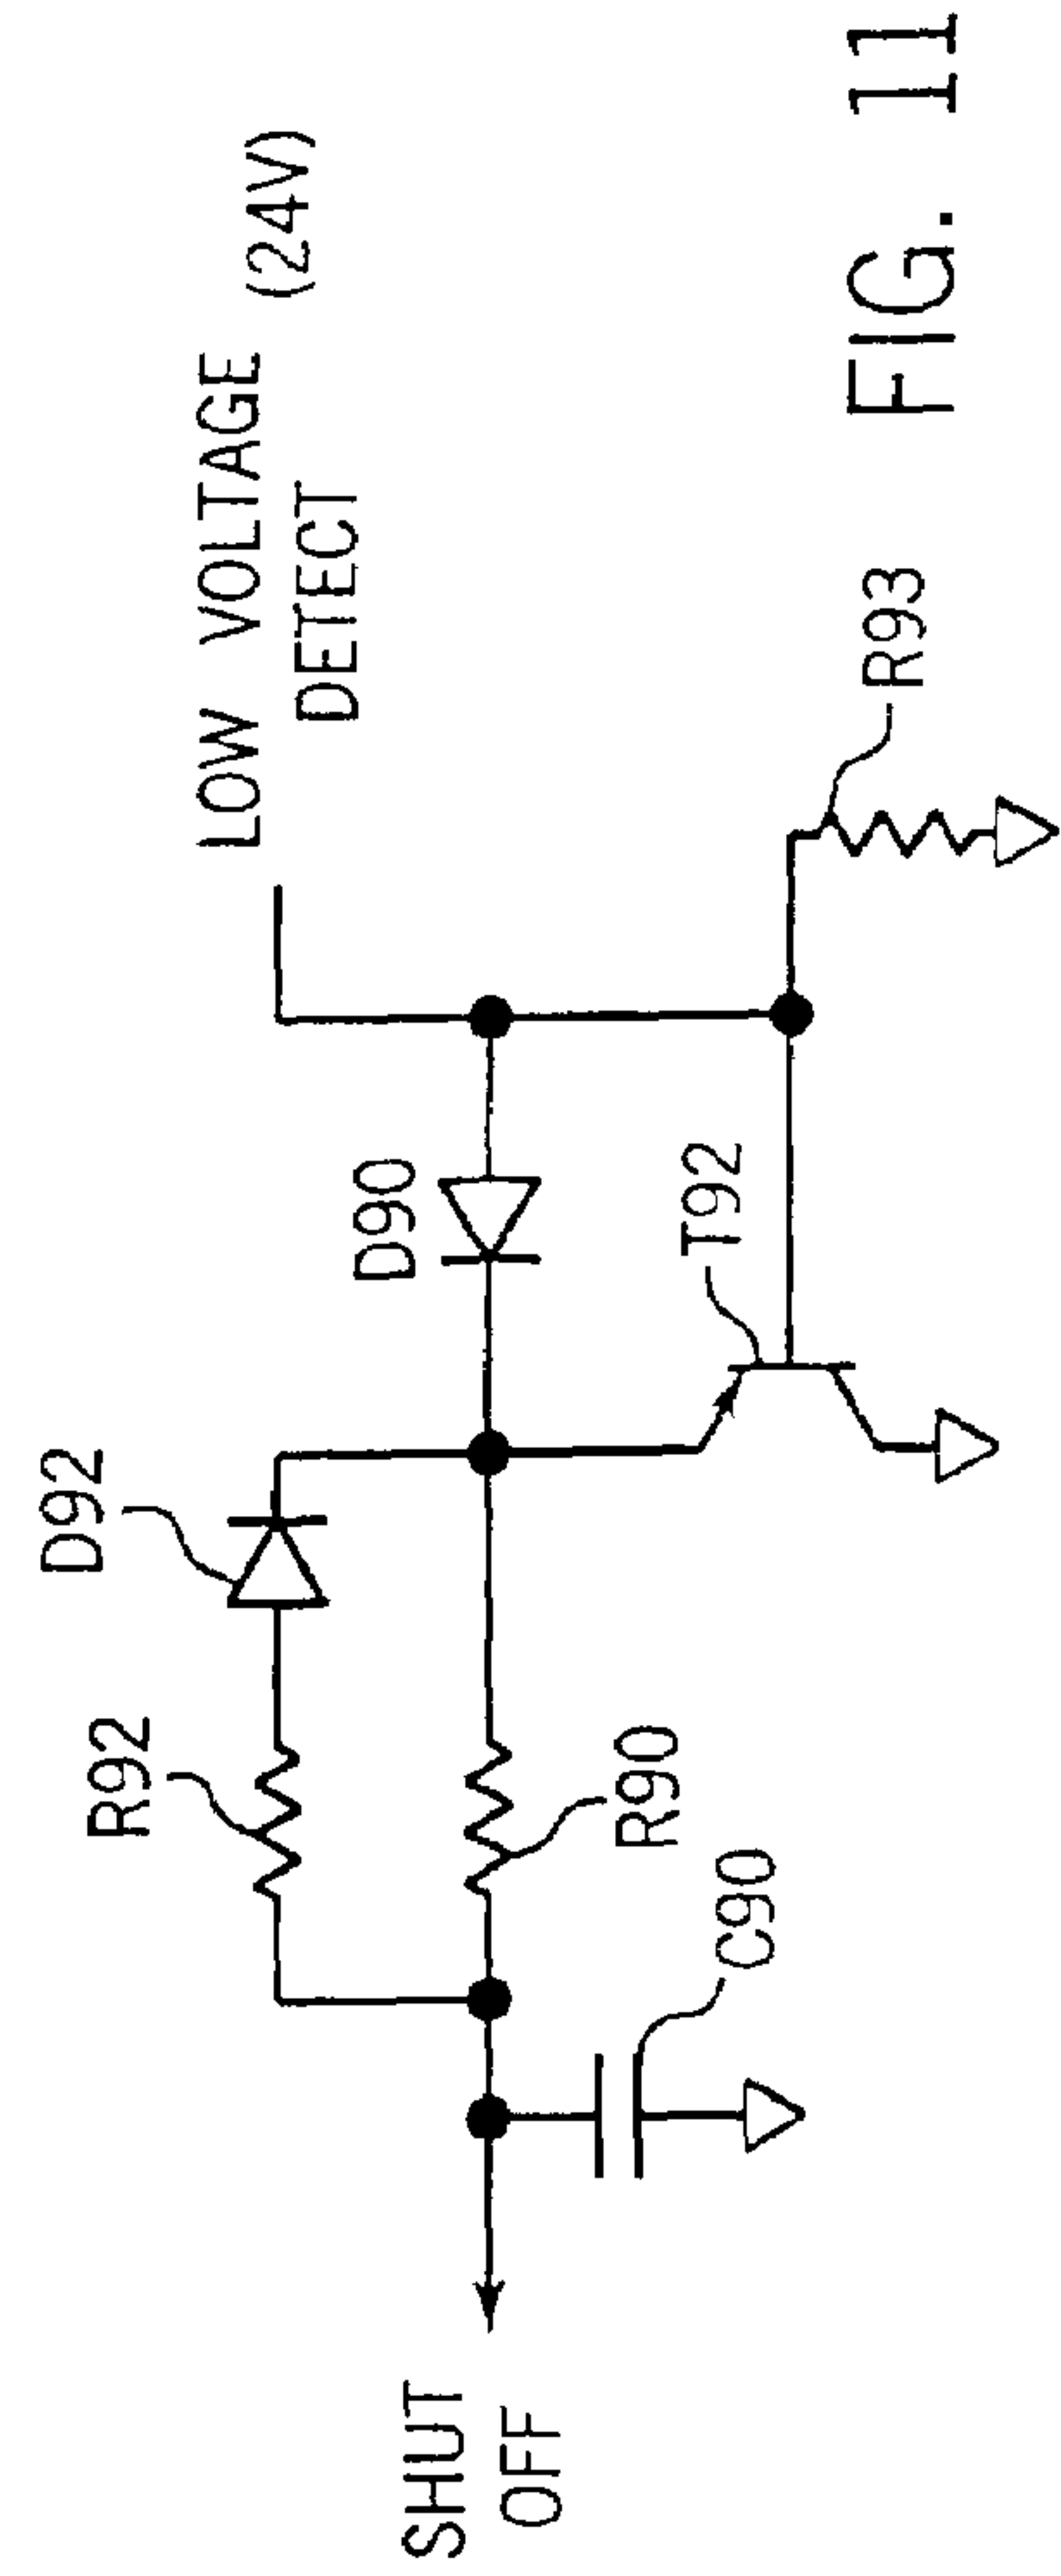 LOW VOLTAGE (24V)
DETECT
D92
R92
D90
R90
T92
C90
R93
SHUT
OFF
FIG. 11